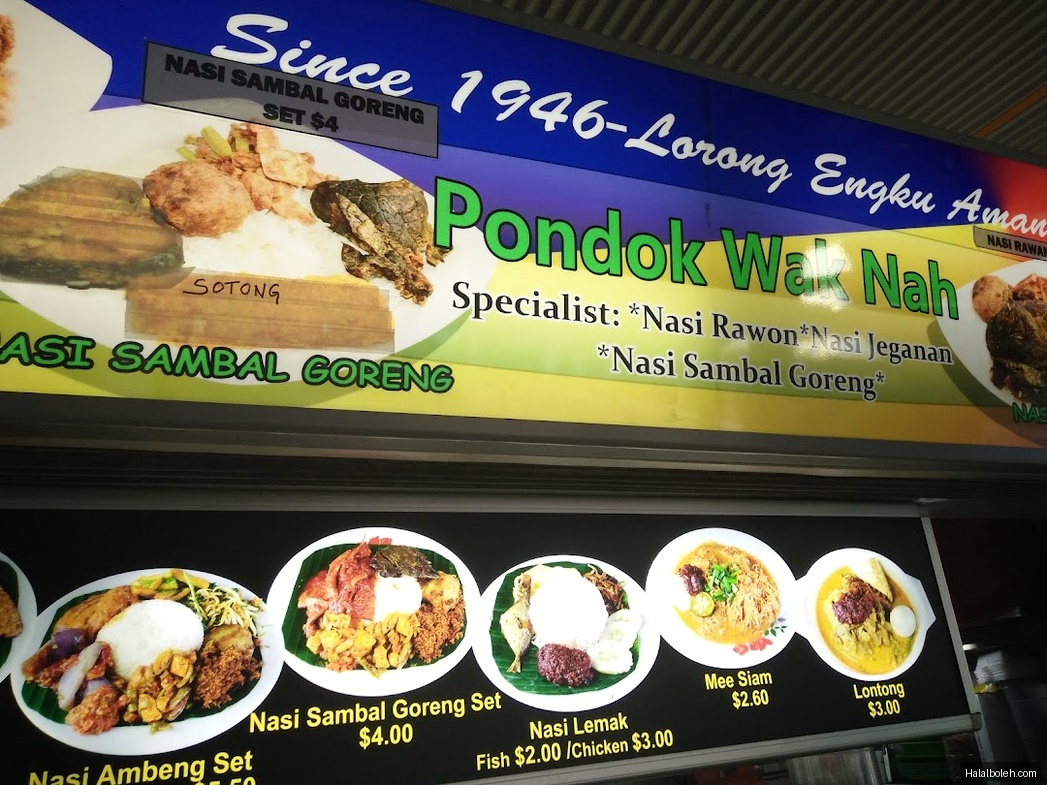 Since 1946-Lorong Engku Aman
NASI SAMBAL GORENG
SET $4
Pondok Wak Nah
NASI RAWAN
SOTONG
Specialist: *Nasi Rawon*Nasi Jeganan
*Nasi Sambal Goreng*
NASI SAMBAL GORENG
NAS
Nasi Ambeng Set
Nasi Sambal Goreng Set
$4.00
Nasi Lemak
Fish $2.00 /Chicken $3.00
Mee Siam
$2.60
Lontong
$3.00
Halalboleh.com